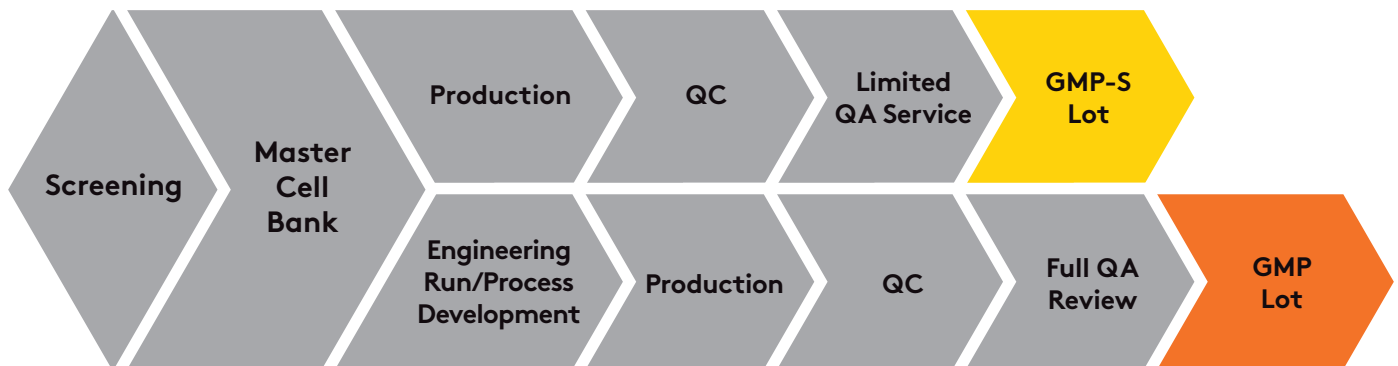 Screening
Master
Cell
Bank
Production
QC
Limited
QA Service
GMP-S
Lot
Engineering
Run/Process
Development
Production
QC
Full QA
Review
GMP
Lot